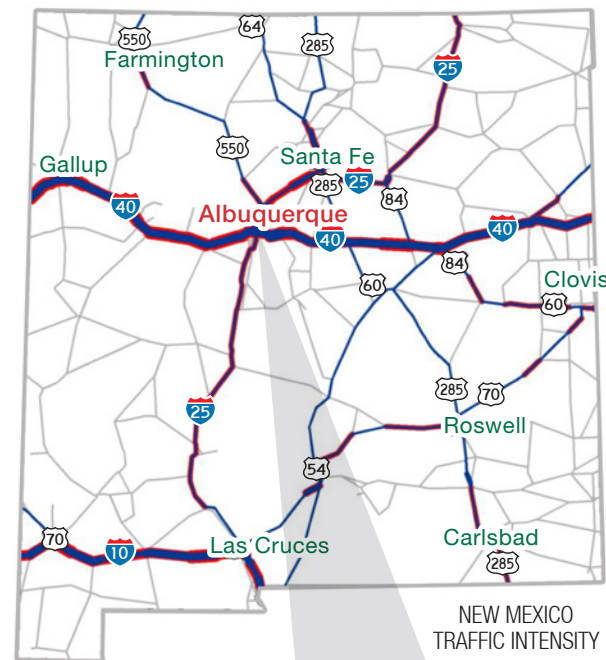 550
64
285
Farmington
25
550
Santa Fe
Gallup
285
25
84
40
Albuquerque
40
40
84
60
Clovis
60
285
70
25
Roswell
54
70
10
Las Cruces
Carlsbad
285
NEW MEXICO
TRAFFIC INTENSITY